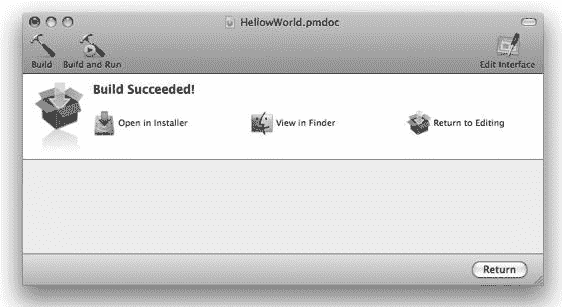 HellowWorld.pmdoc
Build
Build and Run
Edit Interface
Build Succeeded!
Open in Installer
View in Finder
Return to Editing
Return